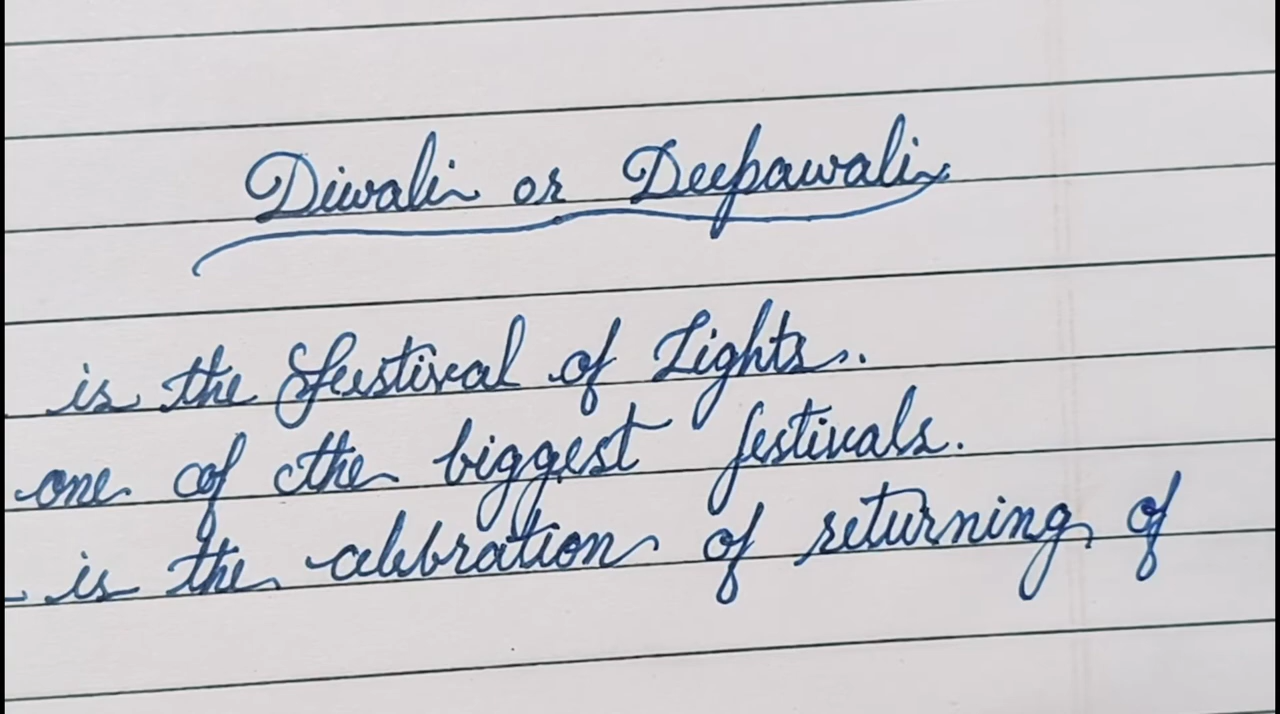 Diwali or Deepawali
is the festival of Lights.
one of the biggest festivals.
is the celebration of returning of